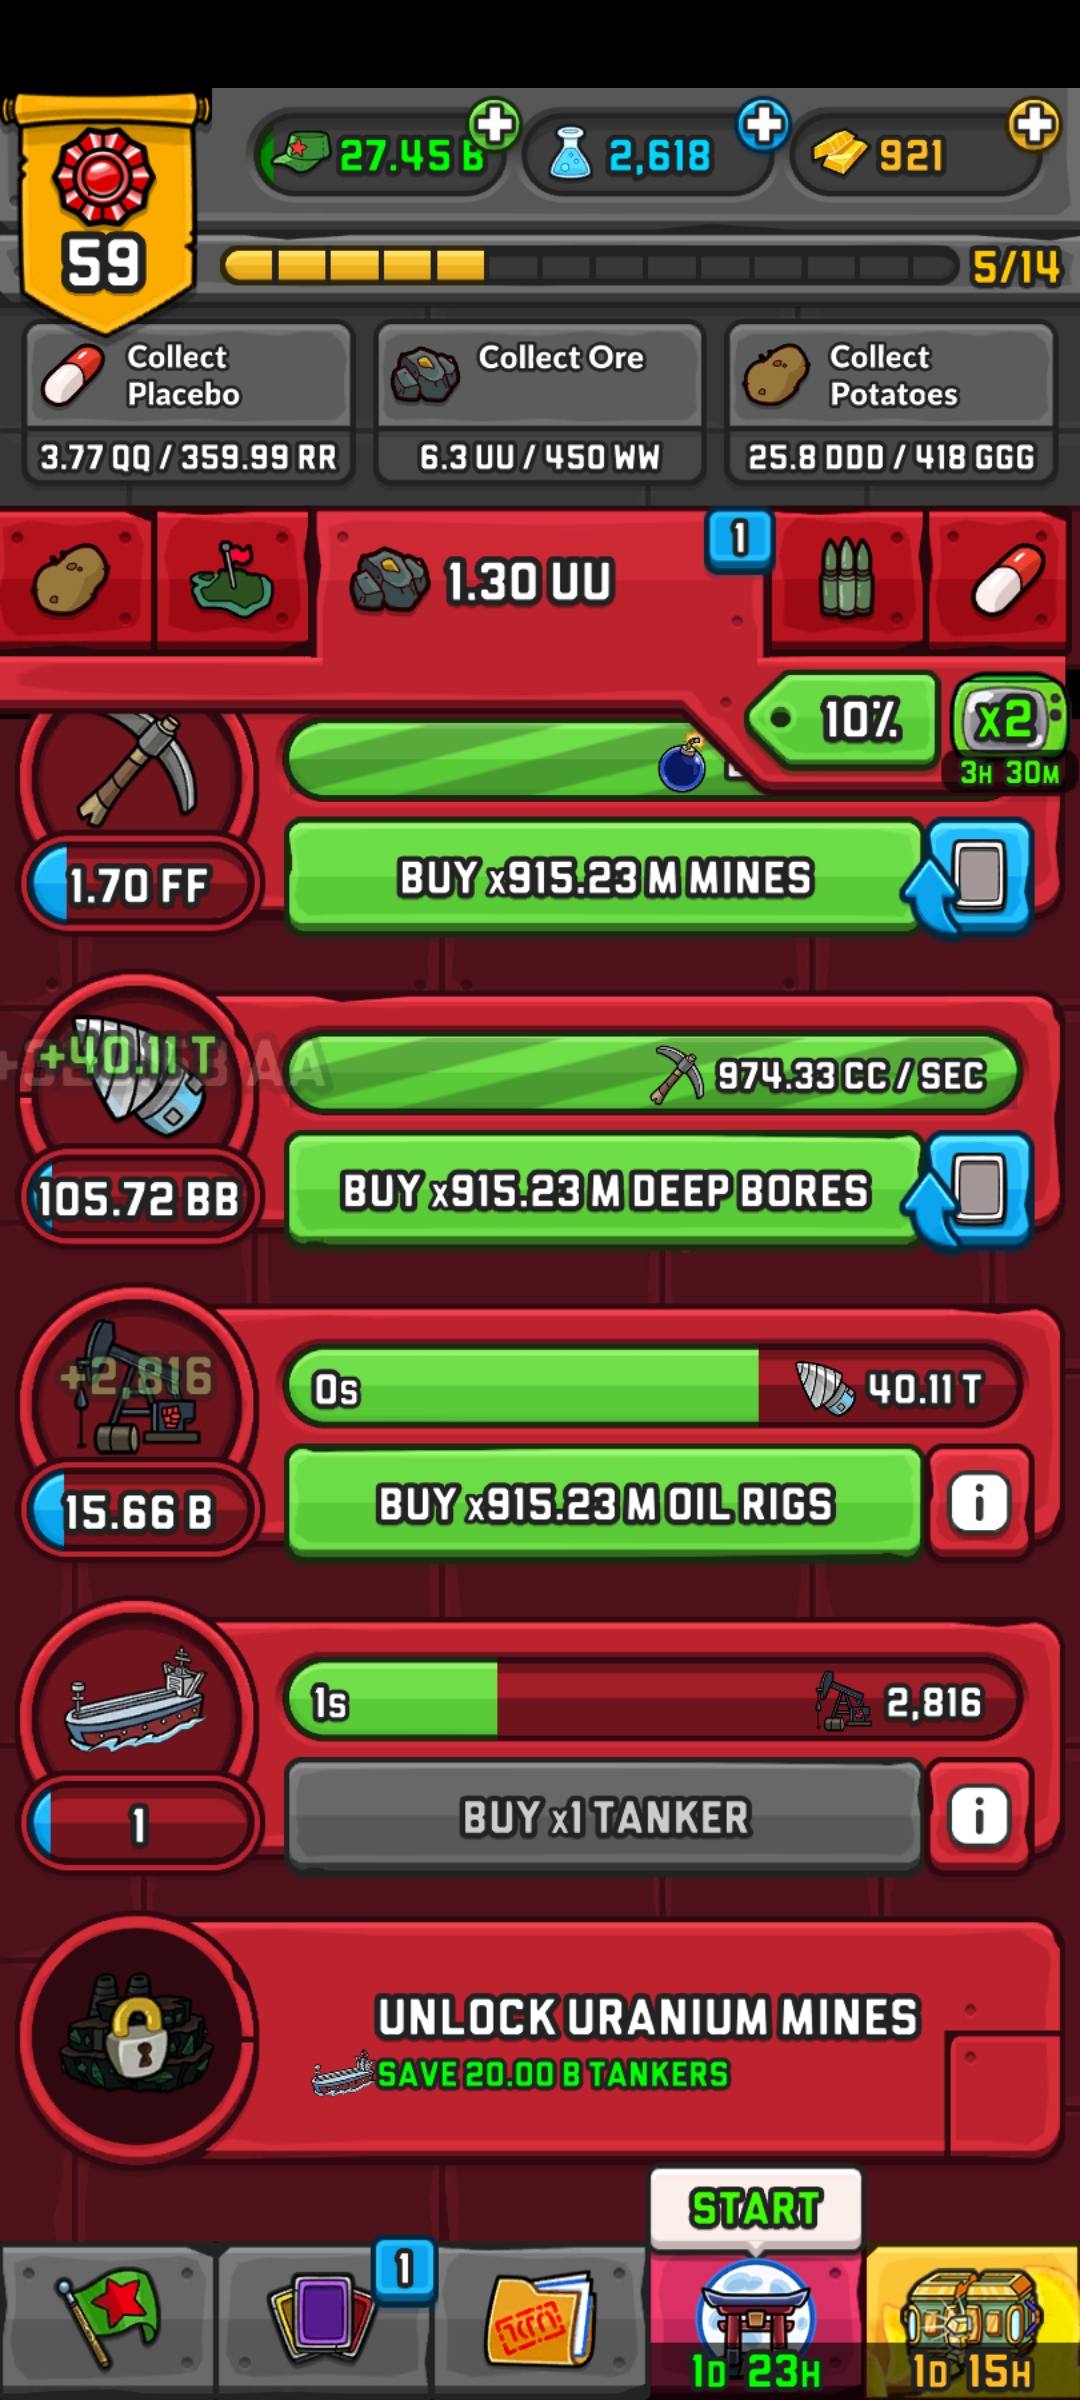 27.45 B
2,618
921
59
5/14
Collect
Placebo
3.77 QQ / 359.99 RR
Collect Ore
6.3 UU / 450 WW
Collect
Potatoes
25.8 DDD / 418 GGG
1.30 UU
1
10%
x2
3H 30M
1.70 FF
BUY x915.23 M MINES
+40.11 T
974.33 CC / SEC
105.72 BB
BUY x915.23 M DEEP BORES
+2,816
0s
40.11 T
15.66 B
BUY x915.23 M OIL RIGS
i
1s
2,816
1
BUY x1 TANKER
i
UNLOCK URANIUM MINES
SAVE 20.00 B TANKERS
START
1
1D 23H
1D 15H